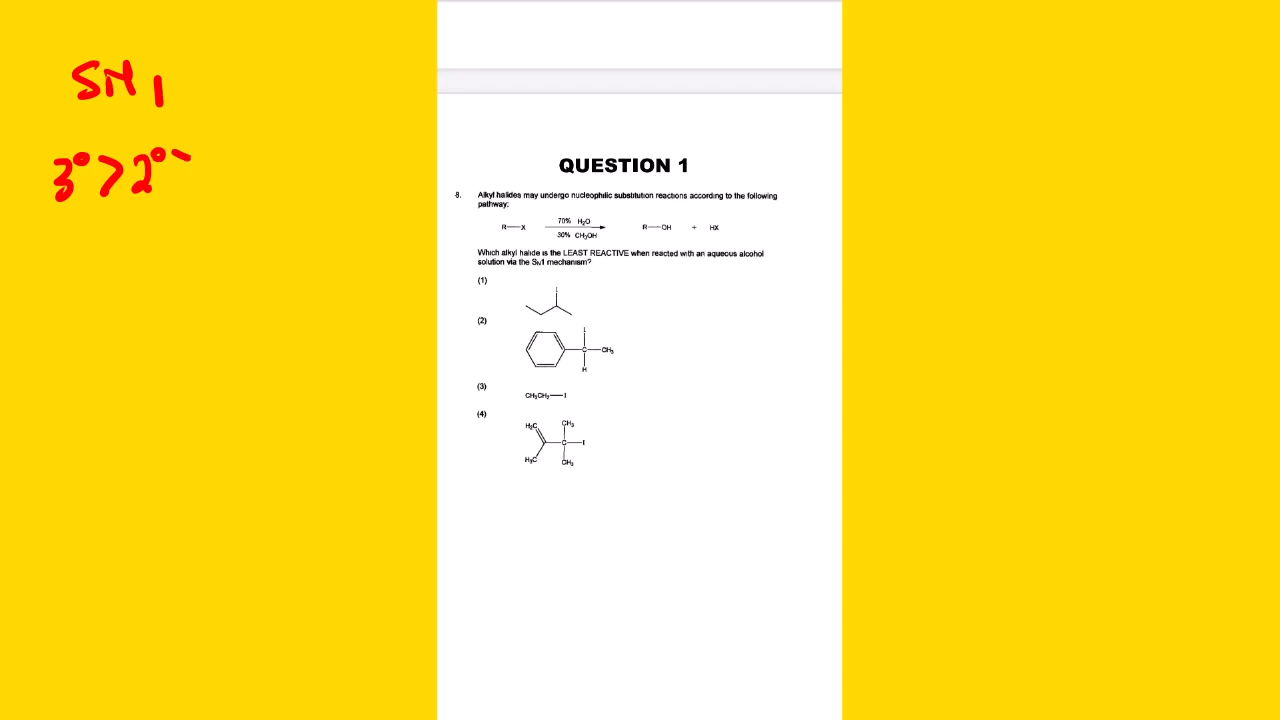 SN1
3° > 2° >
QUESTION 1
8. Alkyl halides may undergo nucleophilic substitution reactions according to the following
pathway:
R—X 70% H₂O 30% CH₃OH R—OH + HX
Which alkyl halide is the LEAST REACTIVE when reacted with an aqueous alcohol
solution via the SN1 mechanism?
(1)
I
(2)
I
C—CH₃
H
(3)
CH₃CH₂—I
(4)
H₂C CH₃
C—I
H₃C CH₃